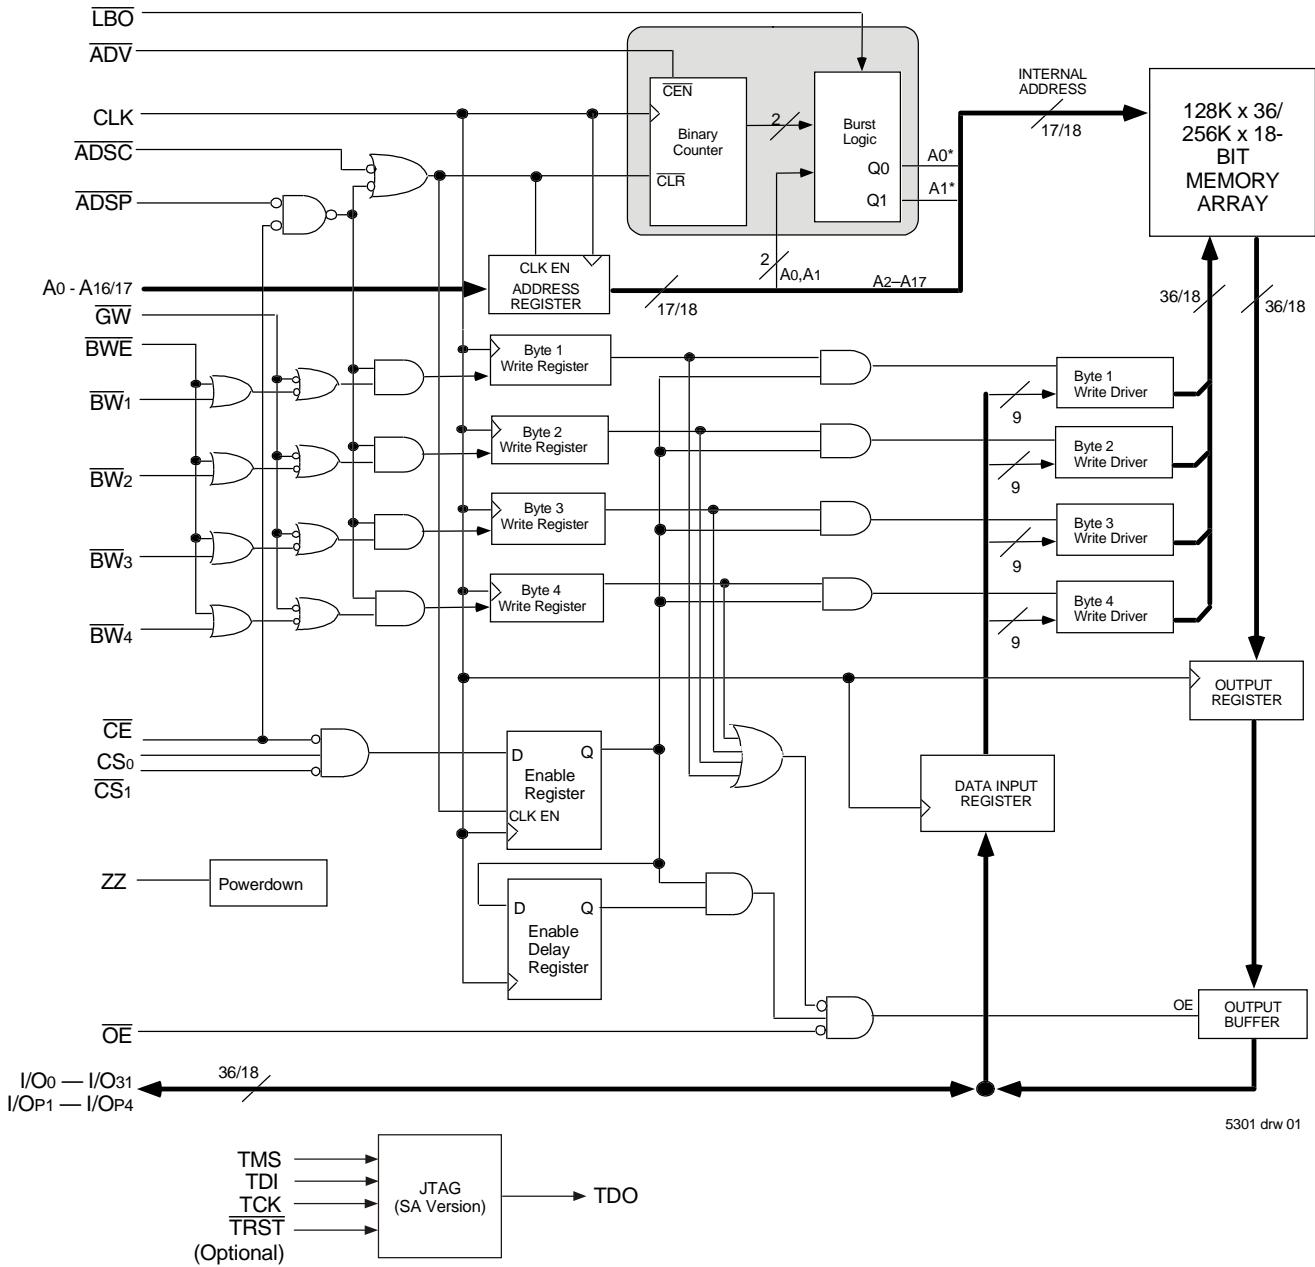 LBO
ADV
CLK
ADSC
ADSP
CEN
Binary
Counter
CLR
2
Burst
Logic
Q0
Q1
A0*
A1*
INTERNAL
ADDRESS
17/18
128K x 36/
256K x 18-
BIT
MEMORY
ARRAY
A0 - A16/17
CLK EN
ADDRESS
REGISTER
17/18
2
A0,A1
A2–A17
36/18
36/18
GW
BWE
BW1
Byte 1
Write Register
9
Byte 1
Write Driver
BW2
Byte 2
Write Register
9
Byte 2
Write Driver
BW3
Byte 3
Write Register
9
Byte 3
Write Driver
BW4
Byte 4
Write Register
9
Byte 4
Write Driver
OUTPUT
REGISTER
CE
CS0
CS1
D
Q
Enable
Register
CLK EN
DATA INPUT
REGISTER
ZZ
Powerdown
D
Q
Enable
Delay
Register
OE
OE
OUTPUT
BUFFER
I/O0 — I/O31
I/OP1 — I/OP4
36/18
5301 drw 01
TMS
TDI
TCK
TRST
(Optional)
JTAG
(SA Version)
TDO